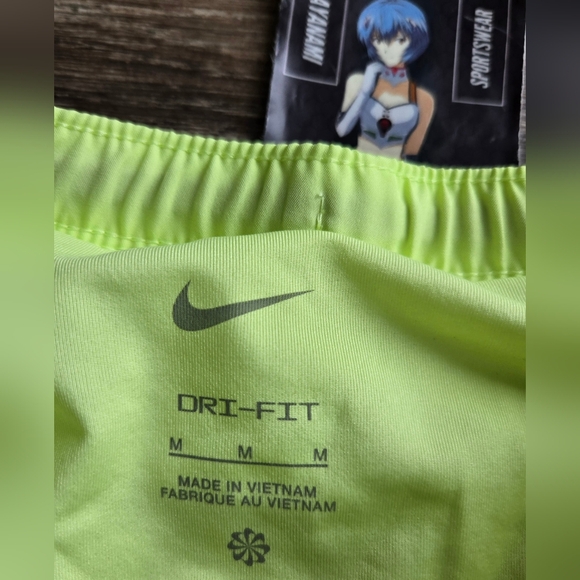 AYANAMI
SPORTSWEAR
DRI-FIT
M M M
MADE IN VIETNAM
FABRIQUE AU VIETNAM